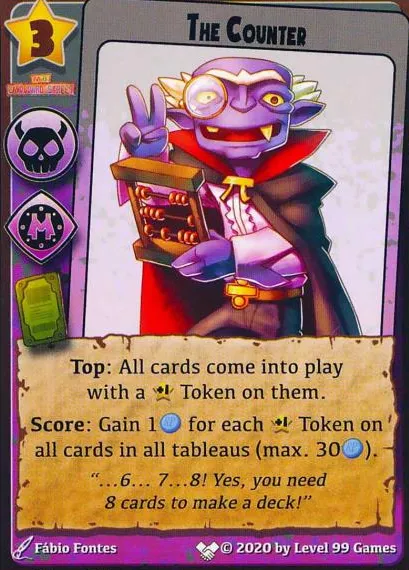 THE COUNTER
3
M
Top: All cards come into play
with a +1 Token on them.
Score: Gain 1 for each +1 Token on
all cards in all tableaus (max. 30).
“...6... 7...8! Yes, you need
8 cards to make a deck!”
Fábio Fontes
© 2020 by Level 99 Games